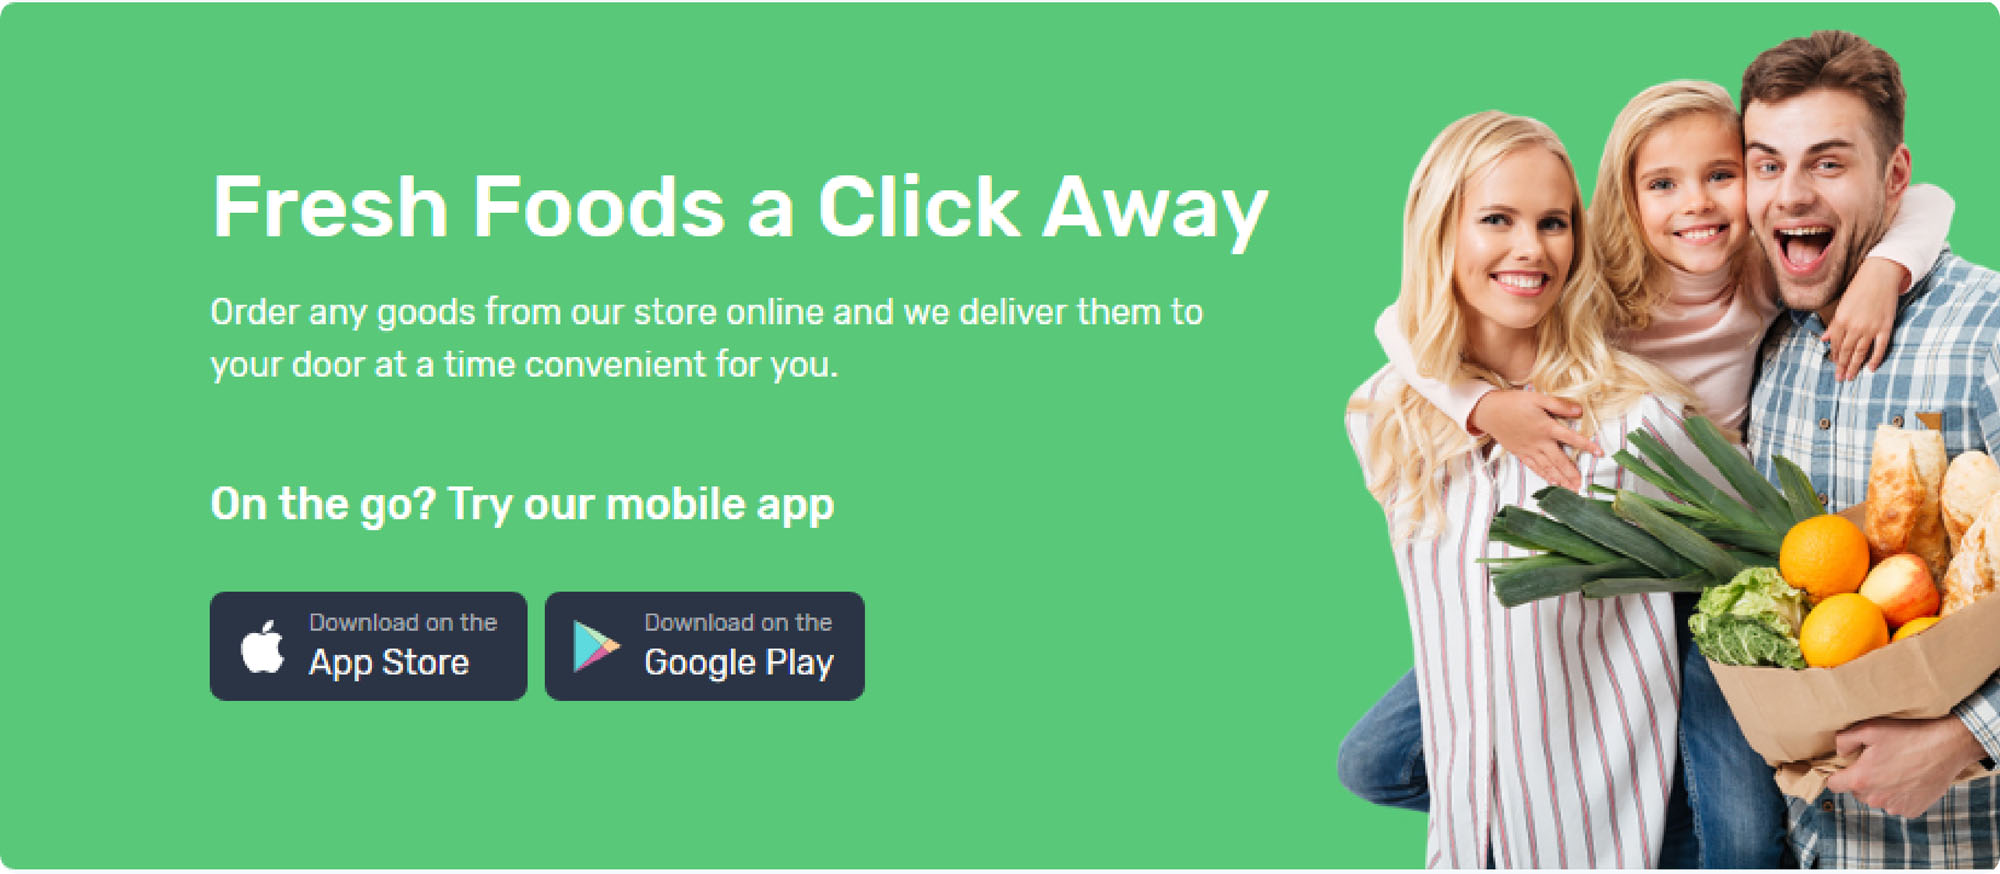 Fresh Foods a Click Away
Order any goods from our store online and we deliver them to
your door at a time convenient for you.
On the go? Try our mobile app
Download on the
App Store
Download on the
Google Play